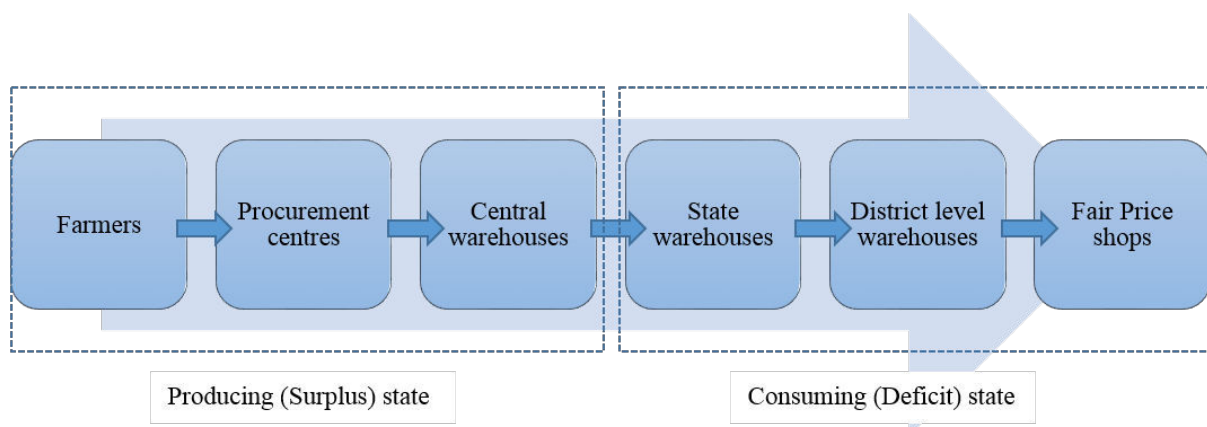 Farmers
Procurement
centres
Central
warehouses
State
warehouses
District level
warehouses
Fair Price
shops
Producing (Surplus) state
Consuming (Deficit) state